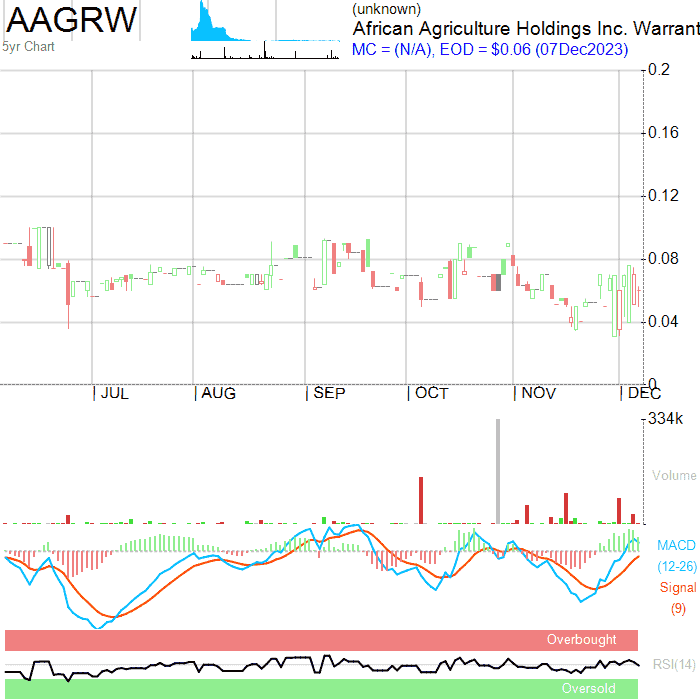 AAGRW
5yr Chart
(unknown)
African Agriculture Holdings Inc. Warrant
MC = (N/A), EOD = $0.06 (07Dec2023)
0.2
0.16
0.12
0.08
0.04
0
JUL AUG SEP OCT NOV DEC
334k
Volume
MACD
(12-26)
Signal
(9)
Overbought
RSI(14)
Oversold